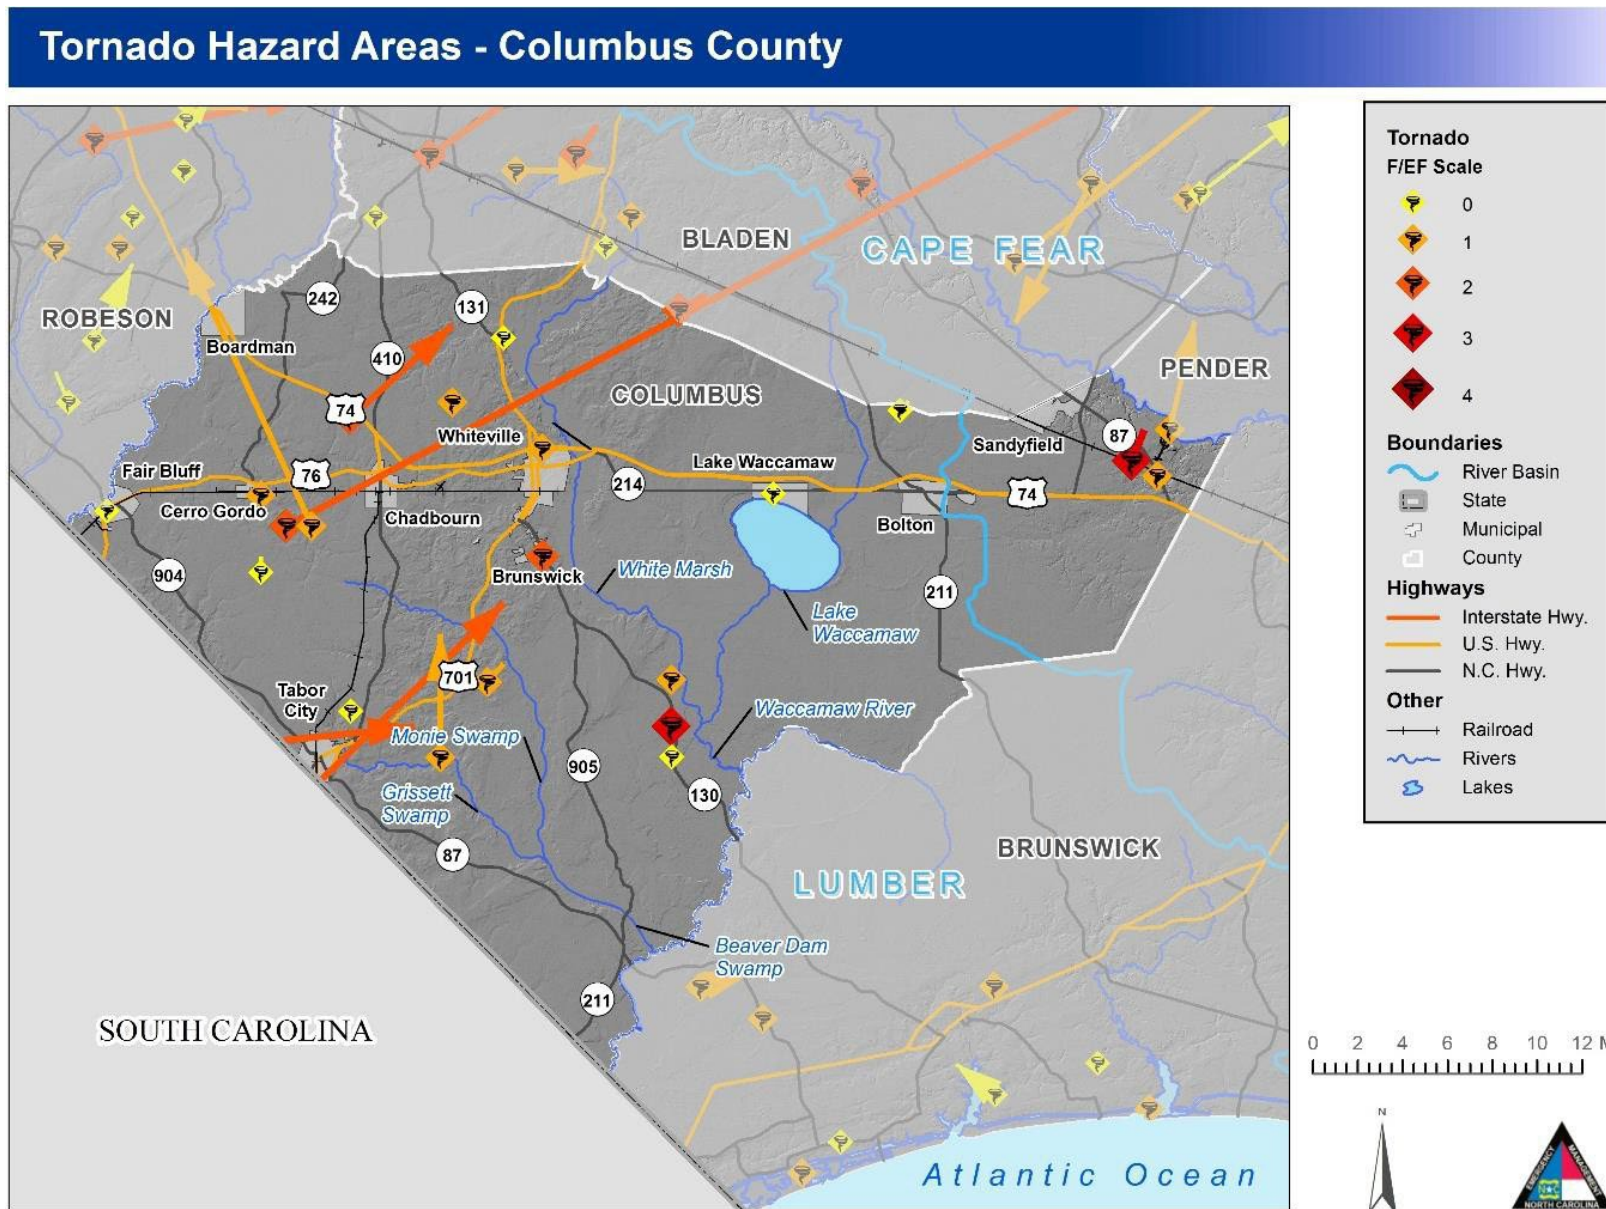 Tornado Hazard Areas - Columbus County
BLADEN
CAPE FEAR
ROBESON
242
131
Boardman
410
PENDER
COLUMBUS
74
Whiteville
87
Sandyfield
Fair Bluff
76
Lake Waccamaw
214
74
Cerro Gordo
Chadbourn
Bolton
904
Brunswick
White Marsh
211
Lake
Waccamaw
701
Tabor
City
Waccamaw River
Monie Swamp
905
130
Grissett
Swamp
87
BRUNSWICK
LUMBER
Beaver Dam
Swamp
211
SOUTH CAROLINA
Atlantic Ocean
Tornado
F/EF Scale
0
1
2
3
4
Boundaries
River Basin
State
Municipal
County
Highways
Interstate Hwy.
U.S. Hwy.
N.C. Hwy.
Other
Railroad
Rivers
Lakes
0 2 4 6 8 10 12 M
N
EMERGENCY
MANAGEMENT
N C
NORTH CAROLINA